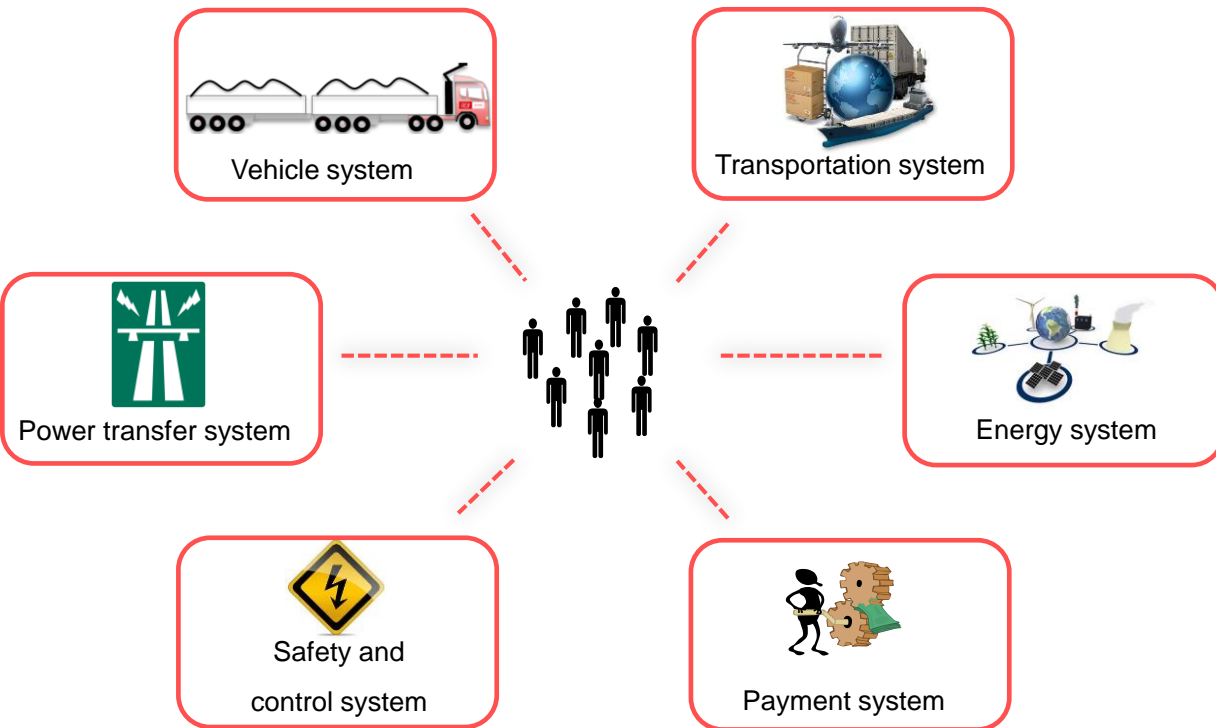 Vehicle system
Transportation system
Power transfer system
Energy system
Safety and
control system
Payment system